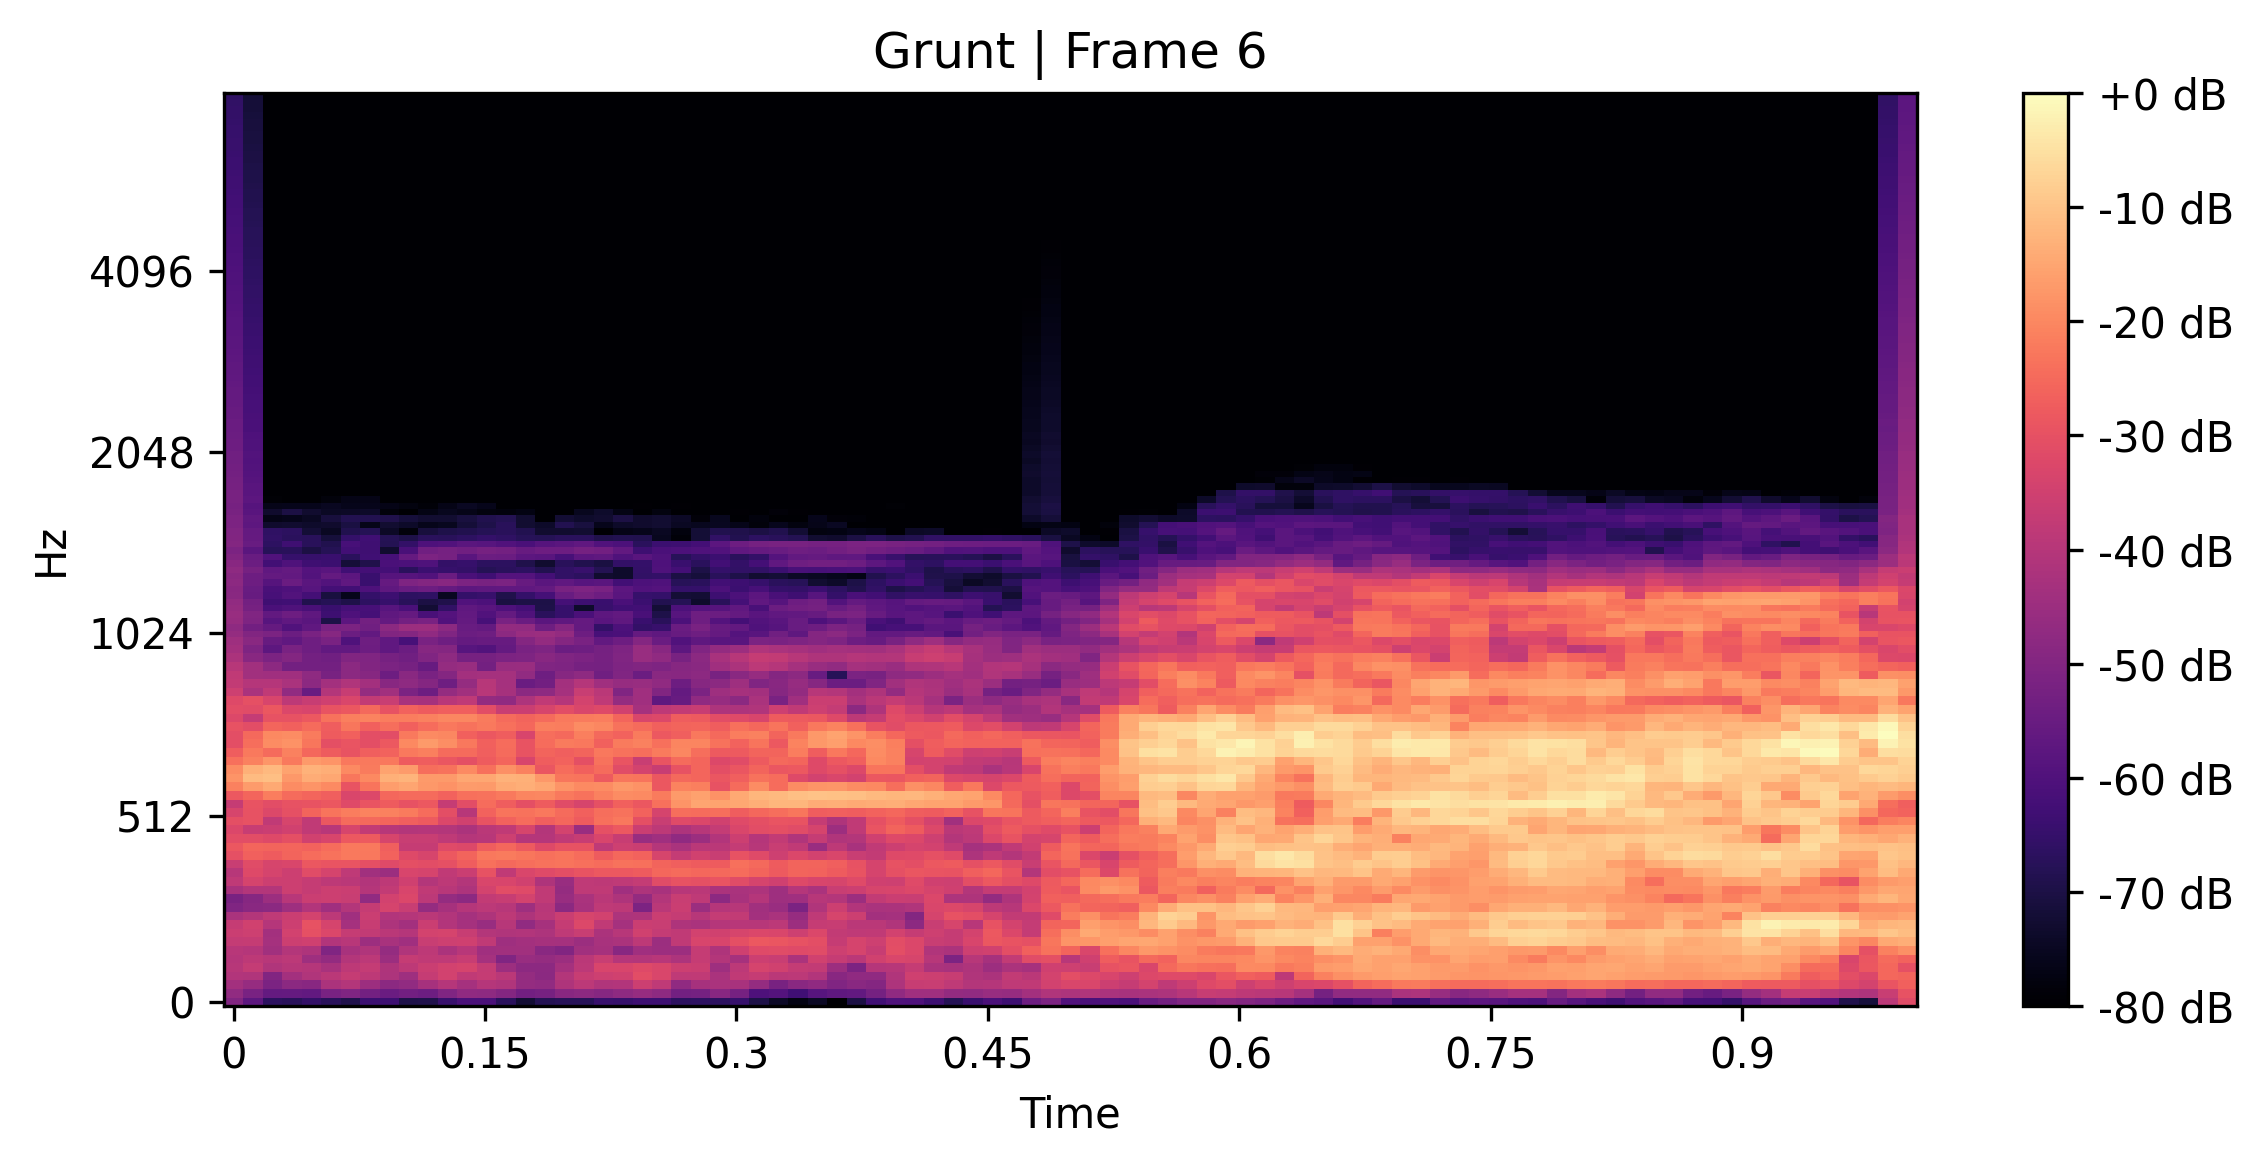 Grunt | Frame 6
+0 dB
-10 dB
-20 dB
-30 dB
-40 dB
-50 dB
-60 dB
-70 dB
-80 dB
4096
2048
1024
512
0
Hz
0
0.15
0.3
0.45
0.6
0.75
0.9
Time